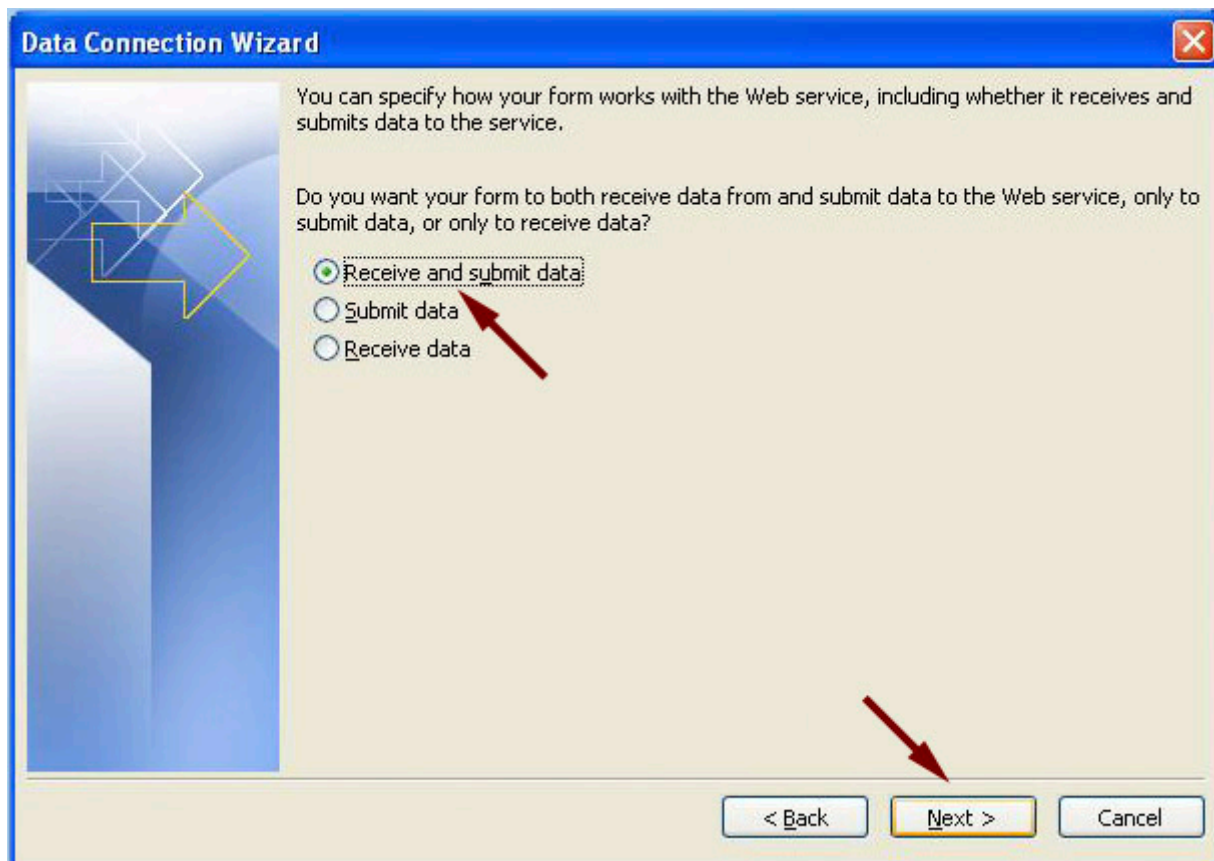 Data Connection Wizard
You can specify how your form works with the Web service, including whether it receives and
submits data to the service.
Do you want your form to both receive data from and submit data to the Web service, only to
submit data, or only to receive data?
Receive and submit data
Submit data
Receive data
< Back Next > Cancel